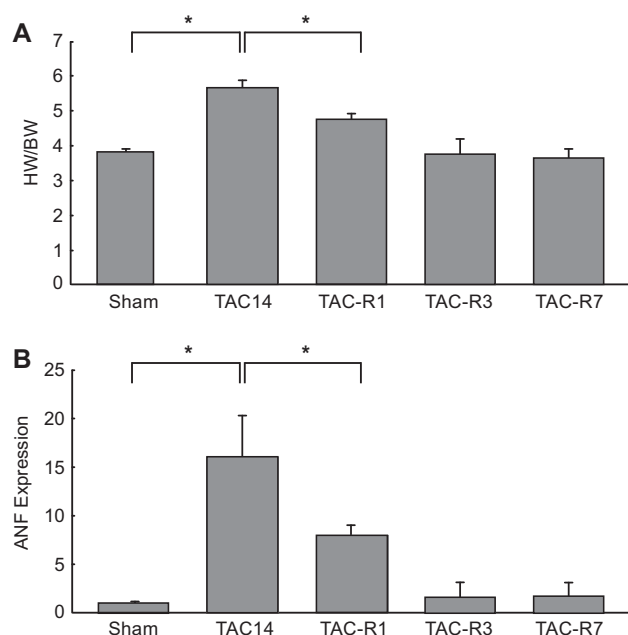 A
* *
7
6
5
4
3
2
1
0
HW/BW
Sham TAC14 TAC-R1 TAC-R3 TAC-R7
B
* *
25
20
15
10
5
0
ANF Expression
Sham TAC14 TAC-R1 TAC-R3 TAC-R7